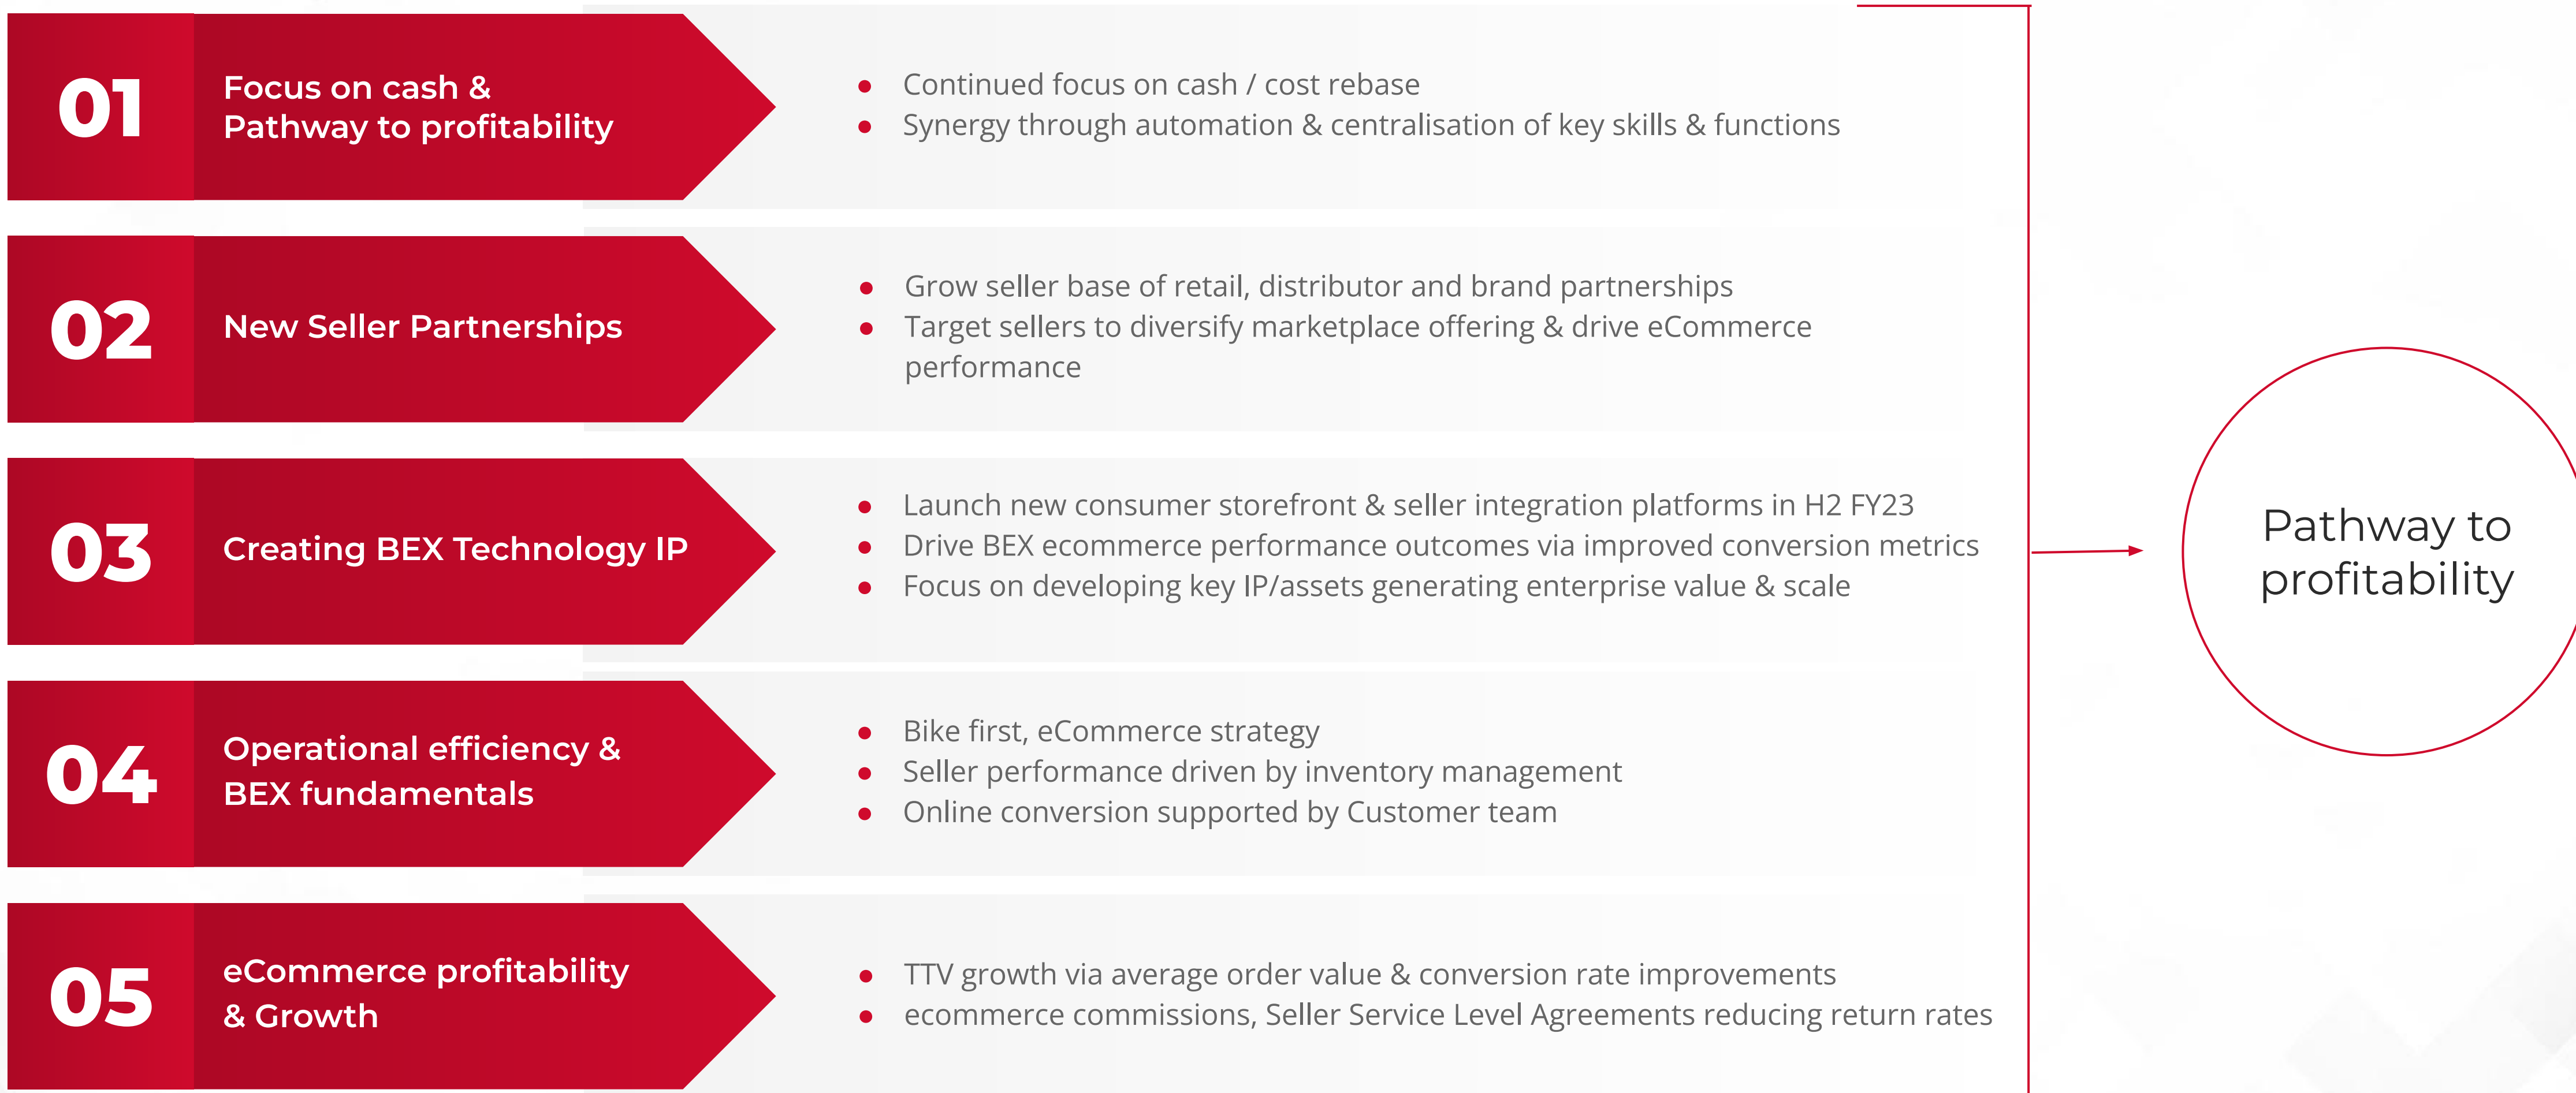 01
Focus on cash &
Pathway to profitability
● Continued focus on cash / cost rebase
● Synergy through automation & centralisation of key skills & functions
02
New Seller Partnerships
● Grow seller base of retail, distributor and brand partnerships
● Target sellers to diversify marketplace offering & drive eCommerce
performance
03
Creating BEX Technology IP
● Launch new consumer storefront & seller integration platforms in H2 FY23
● Drive BEX ecommerce performance outcomes via improved conversion metrics
● Focus on developing key IP/assets generating enterprise value & scale
04
Operational efficiency &
BEX fundamentals
● Bike first, eCommerce strategy
● Seller performance driven by inventory management
● Online conversion supported by Customer team
05
eCommerce profitability
& Growth
● TTV growth via average order value & conversion rate improvements
● ecommerce commissions, Seller Service Level Agreements reducing return rates
Pathway to
profitability